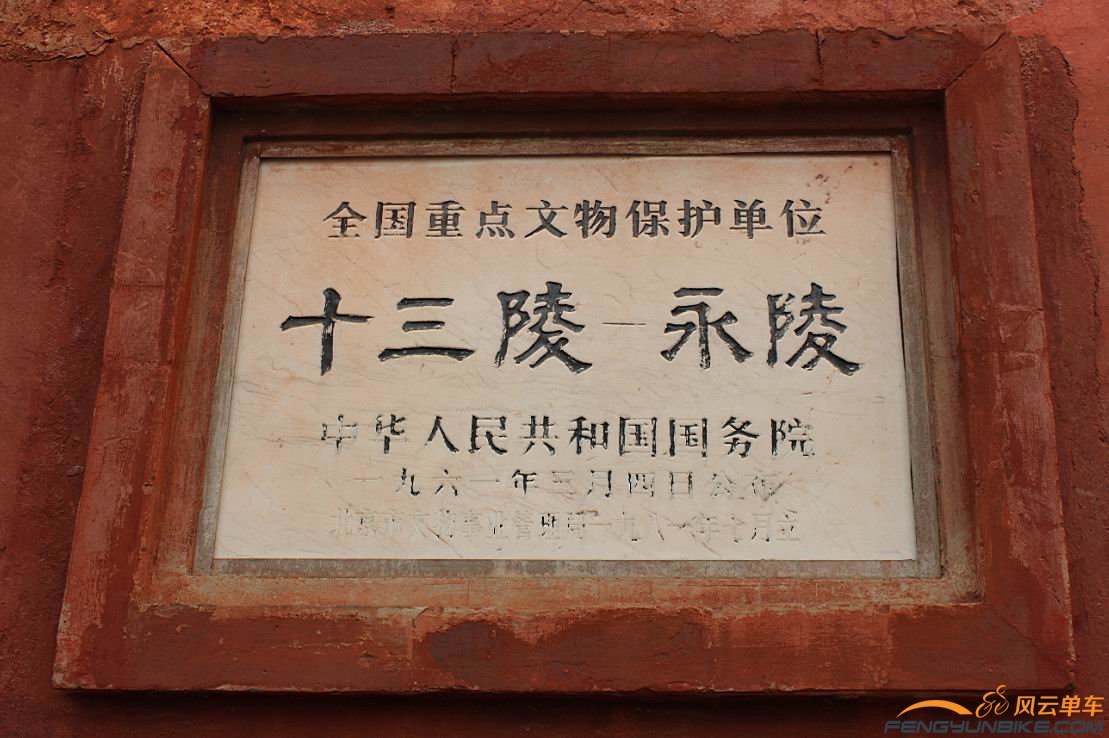 全国重点文物保护单位
十三陵—永陵
中华人民共和国国务院
一九六一年三月四日公布
北京市文物事业管理局一九八一年七月立
风云单车
FENGYUNBIKE.COM